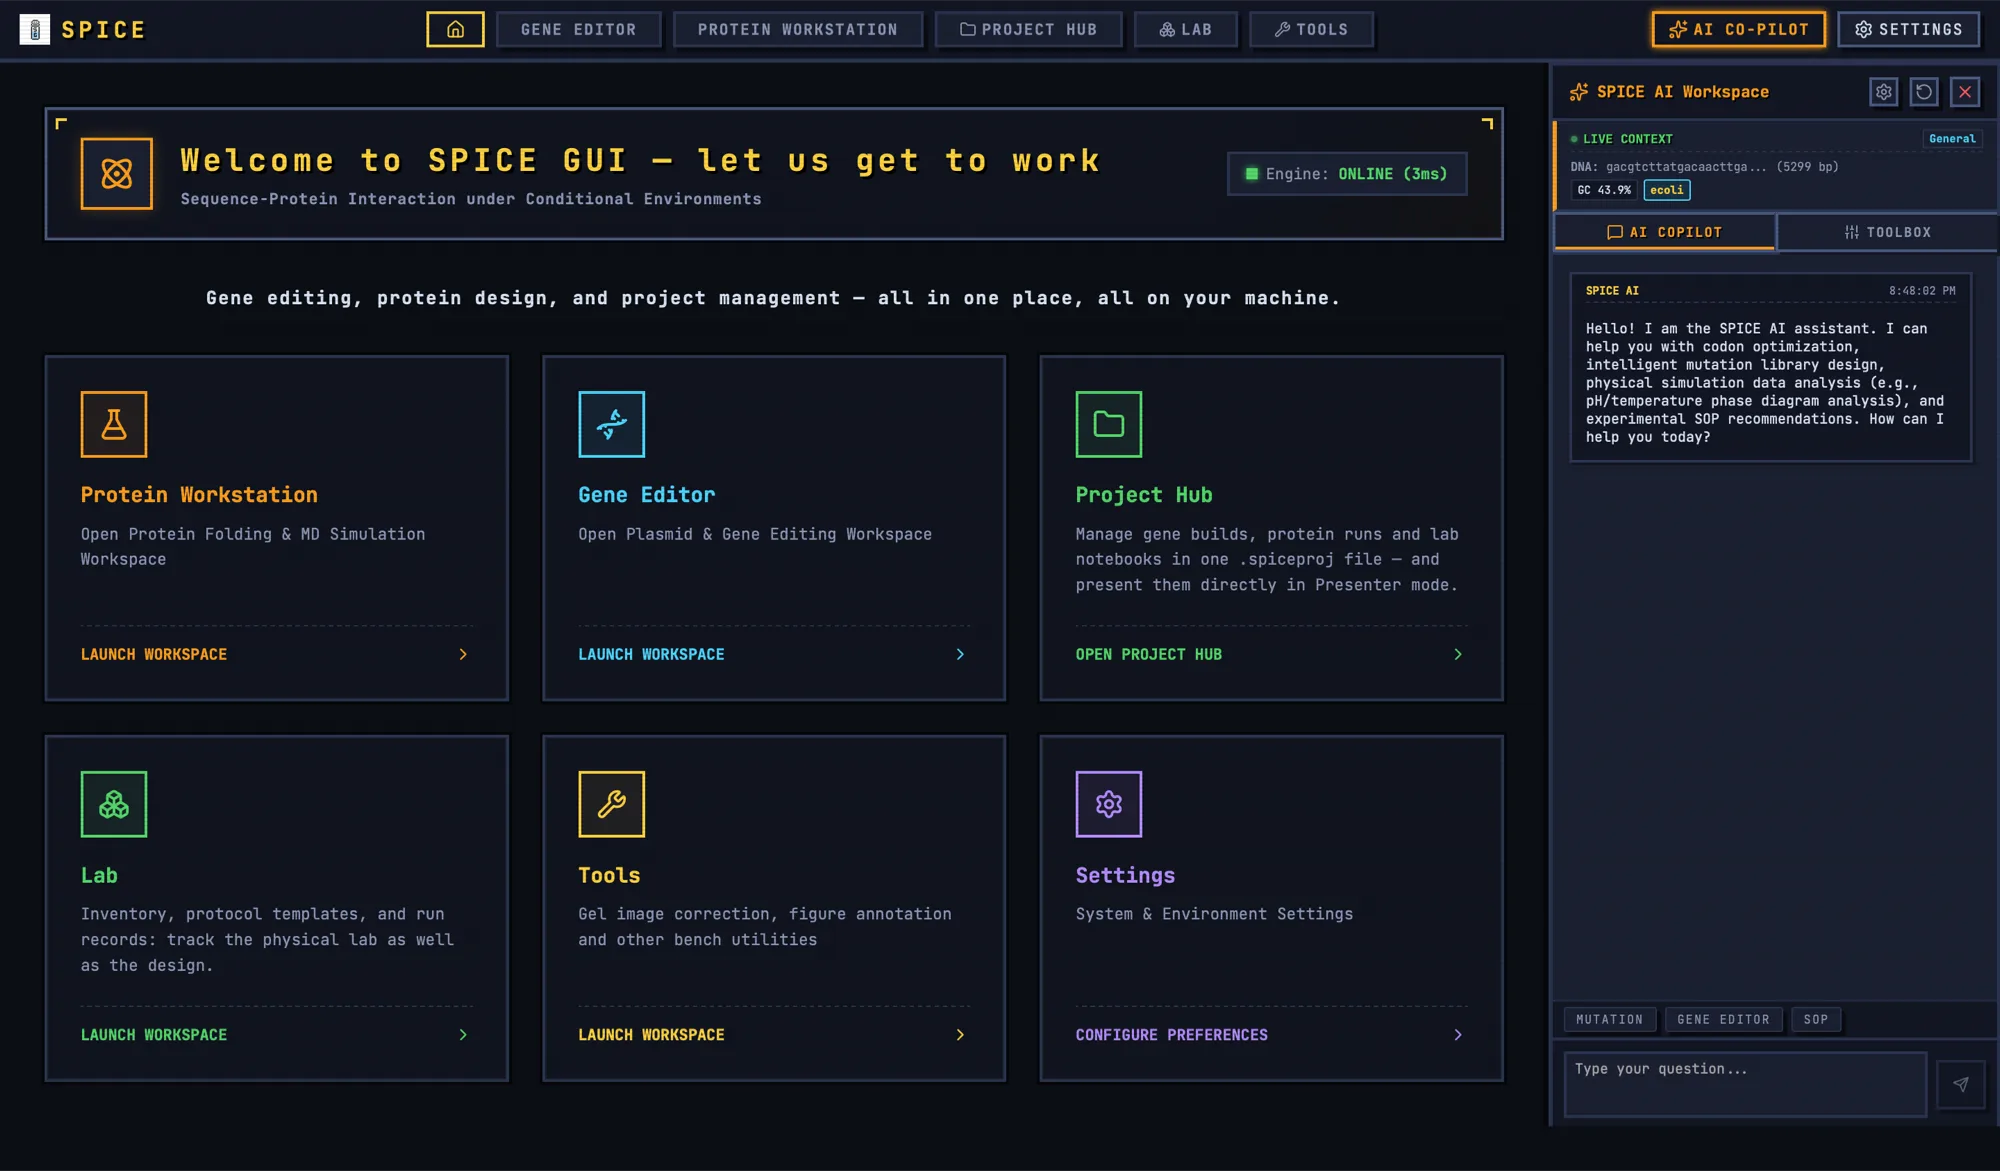 SPICE
GENE EDITOR
PROTEIN WORKSTATION
PROJECT HUB
LAB
TOOLS
AI CO-PILOT
SETTINGS
Welcome to SPICE GUI – let us get to work
Sequence-Protein Interaction under Conditional Environments
Engine: ONLINE (3ms)
Gene editing, protein design, and project management — all in one place, all on your machine.
Protein Workstation
Open Protein Folding & MD Simulation
Workspace
LAUNCH WORKSPACE
Gene Editor
Open Plasmid & Gene Editing Workspace
LAUNCH WORKSPACE
Project Hub
Manage gene builds, protein runs and lab
notebooks in one .spiceproj file — and
present them directly in Presenter mode.
OPEN PROJECT HUB
Lab
Inventory, protocol templates, and run
records: track the physical lab as well
as the design.
LAUNCH WORKSPACE
Tools
Gel image correction, figure annotation
and other bench utilities
LAUNCH WORKSPACE
Settings
System & Environment Settings
CONFIGURE PREFERENCES
SPICE AI Workspace
LIVE CONTEXT
General
DNA: gacgtcttatgacaacttga... (5299 bp)
GC 43.9%
ecoli
AI COPILOT
TOOLBOX
SPICE AI
8:48:02 PM
Hello! I am the SPICE AI assistant. I can
help you with codon optimization,
intelligent mutation library design,
physical simulation data analysis (e.g.,
pH/temperature phase diagram analysis), and
experimental SOP recommendations. How can I
help you today?
MUTATION
GENE EDITOR
SOP
Type your question...